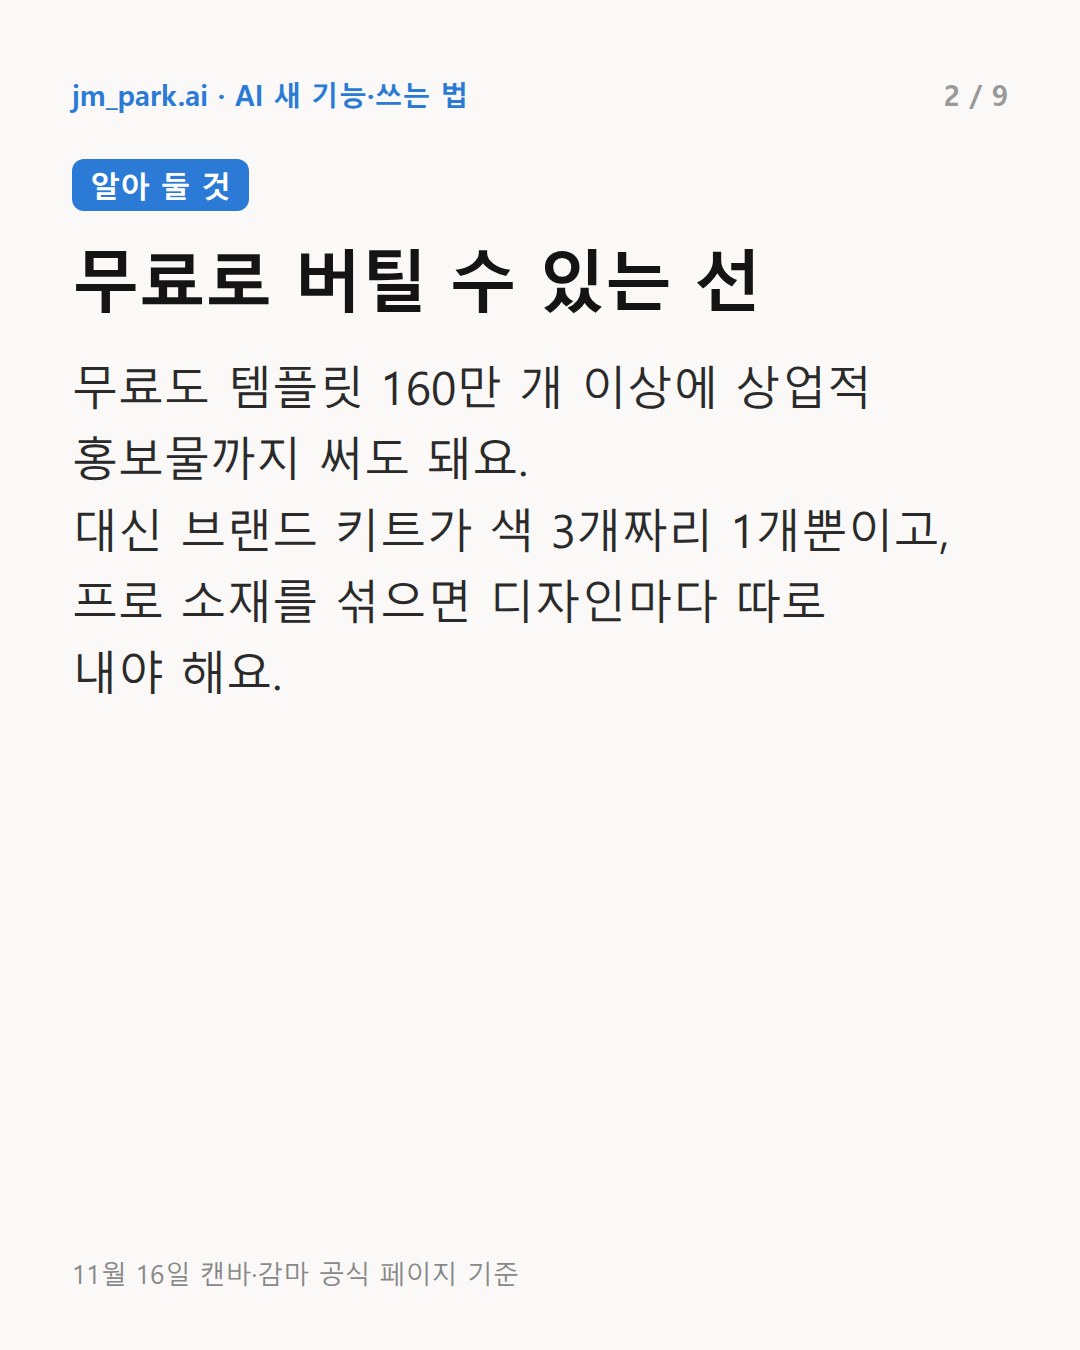 jm_park.ai · AI 새 기능·쓰는 법
2 / 9
알아 둘 것
무료로 버틸 수 있는 선
무료도 템플릿 160만 개 이상에 상업적
홍보물까지 써도 돼요.
대신 브랜드 키트가 색 3개짜리 1개뿐이고,
프로 소재를 섞으면 디자인마다 따로
내야 해요.
11월 16일 캔바·감마 공식 페이지 기준